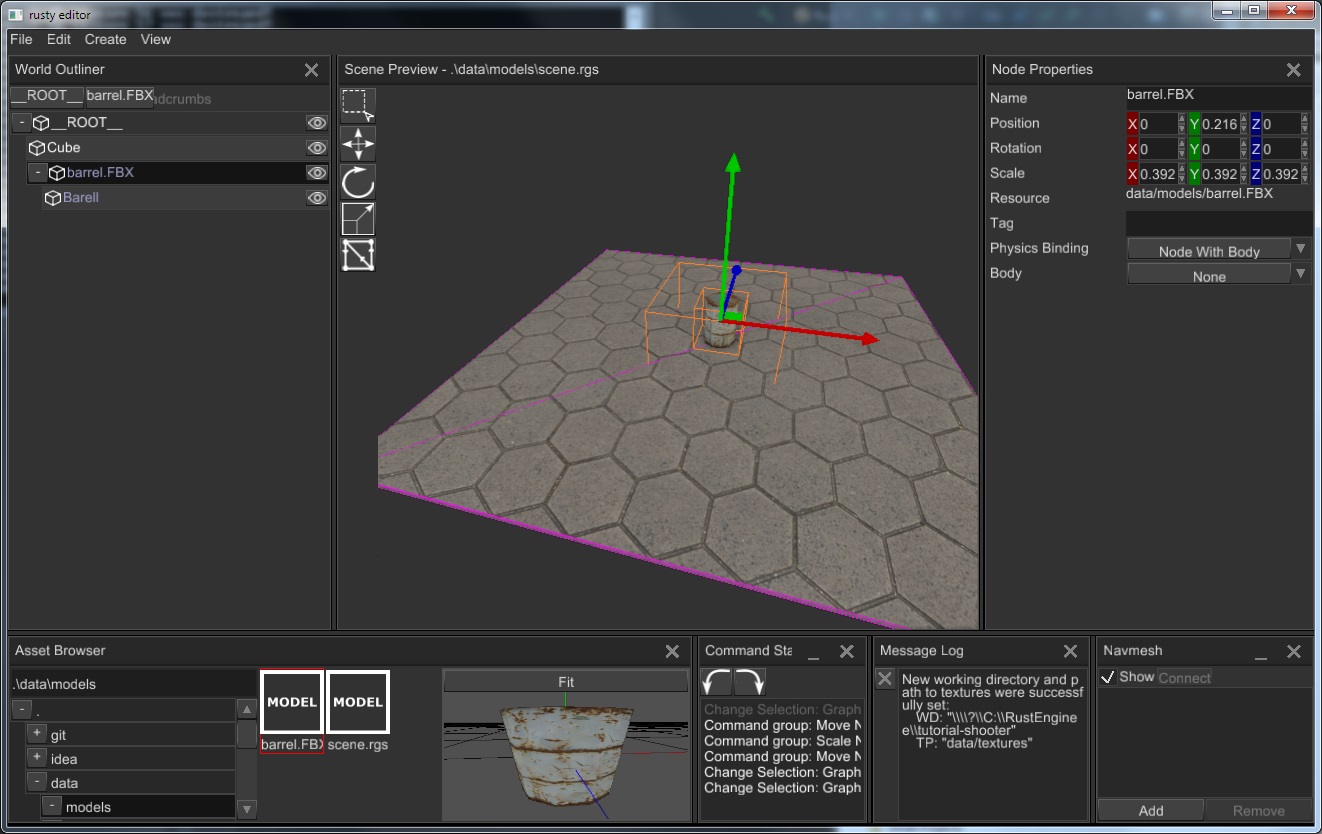 rusty editor
File Edit Create View
World Outliner
__ROOT__ barrel.FBX adcrumbs
- __ROOT__
Cube
- barrel.FBX
Barell
Scene Preview - .\data\models\scene.rgs
Node Properties
Name barrel.FBX
Position X 0 Y 0.216 Z 0
Rotation X 0 Y 0 Z 0
Scale X 0.392 Y 0.392 Z 0.392
Resource data/models/barrel.FBX
Tag
Physics Binding Node With Body
Body None
Asset Browser
.\data\models
- .
+ git
+ idea
- data
- models
MODEL MODEL
barrel.FBX scene.rgs
Fit
Command Sta
Change Selection: Graph
Command group: Move N
Command group: Scale N
Command group: Move N
Change Selection: Graph
Change Selection: Graph
Message Log
New working directory and p
ath to textures were successf
ully set:
WD: "\\\\?\\C:\\RustEngine
e\\tutorial-shooter"
TP: "data/textures"
Navmesh
Show Connect
Add Remove